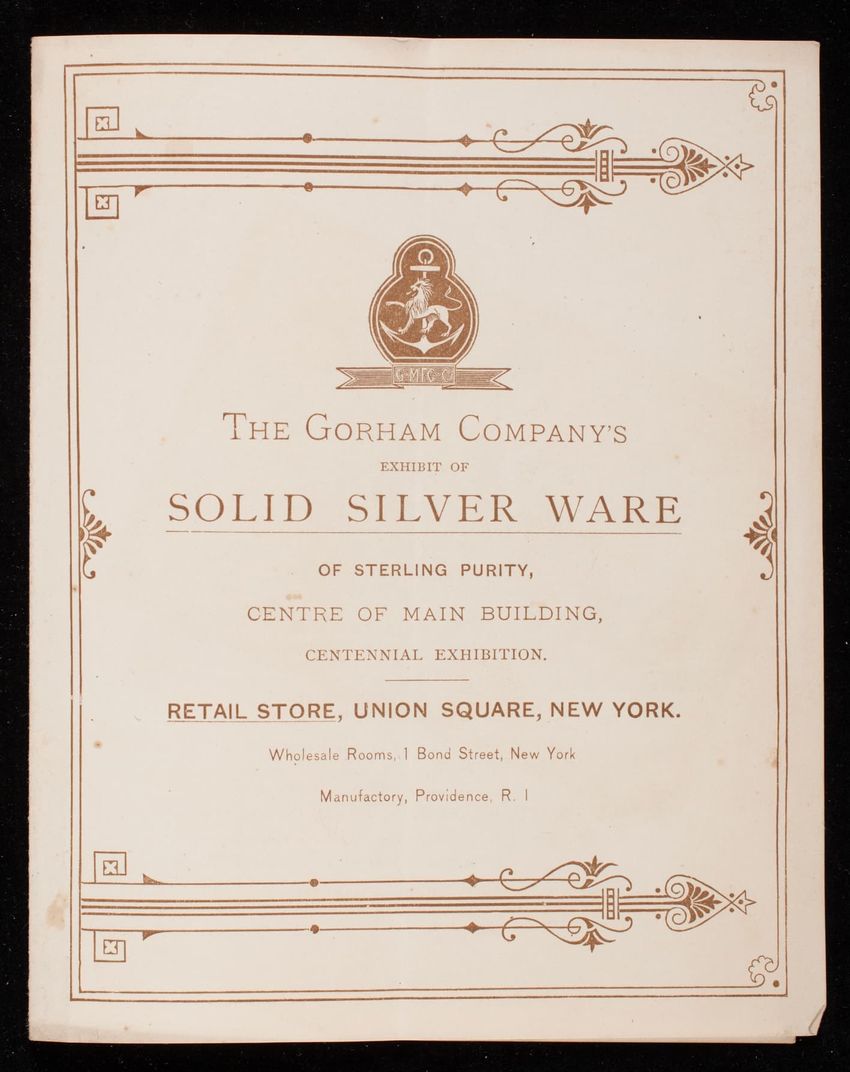 G·MFG·Co
THE GORHAM COMPANY'S
EXHIBIT OF
SOLID SILVER WARE
OF STERLING PURITY,
CENTRE OF MAIN BUILDING,
CENTENNIAL EXHIBITION.
RETAIL STORE, UNION SQUARE, NEW YORK.
Wholesale Rooms, 1 Bond Street, New York
Manufactory, Providence, R. I